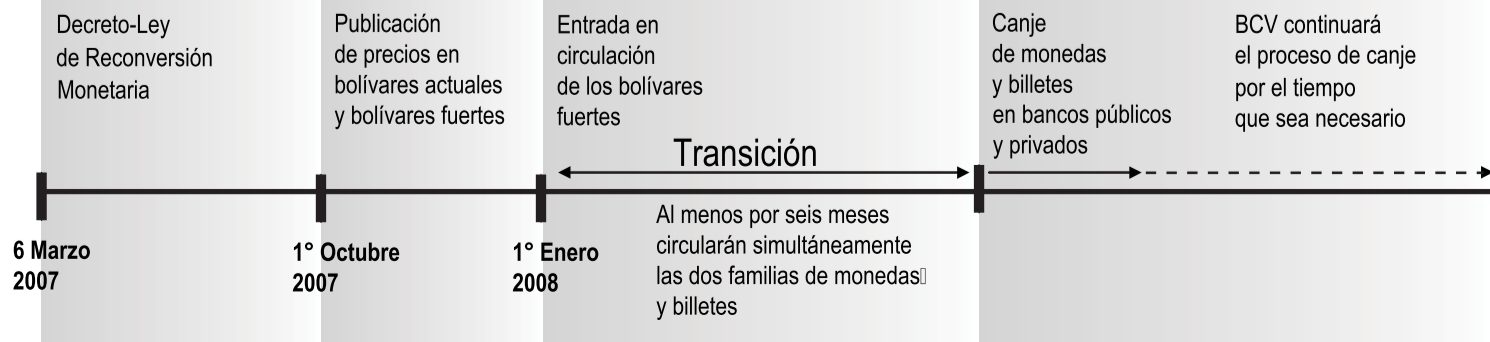 Decreto-Ley
de Reconversión
Monetaria
Publicación
de precios en
bolívares actuales
y bolívares fuertes
Entrada en
circulación
de los bolívares
fuertes
Canje
de monedas
y billetes
en bancos públicos
y privados
BCV continuará
el proceso de canje
por el tiempo
que sea necesario
Transición
Al menos por seis meses
circularán simultáneamente
las dos familias de monedas
y billetes
6 Marzo
2007
1° Octubre
2007
1° Enero
2008